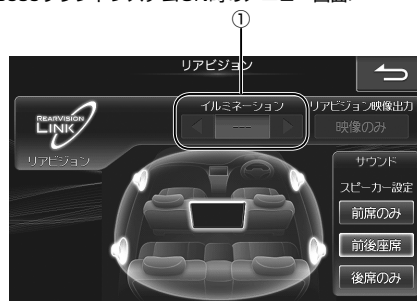 ①
リアビジョン
イルミネーション
リアビジョン映像出力
---
映像のみ
REARVISION
LINK
リアビジョン
サウンド
スピーカー設定
前席のみ
前後座席
後席のみ